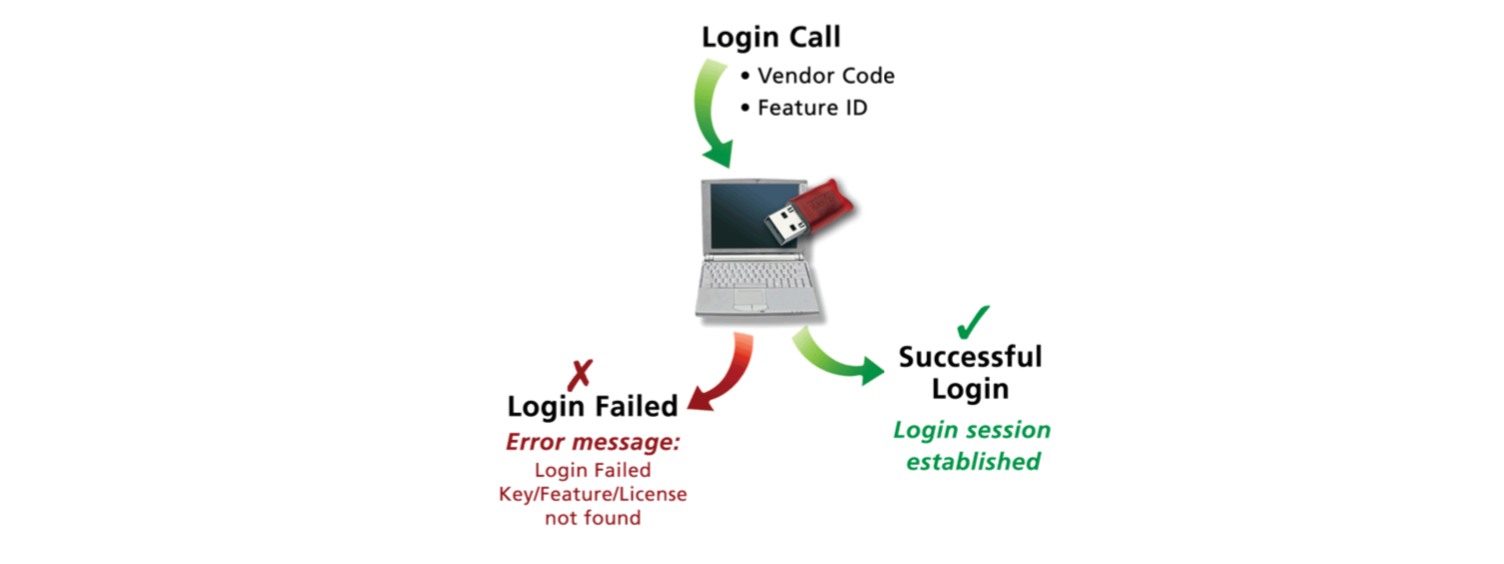 Login Call
• Vendor Code
• Feature ID
✗
Login Failed
Error message:
Login Failed
Key/Feature/License
not found
✓
Successful
Login
Login session
established